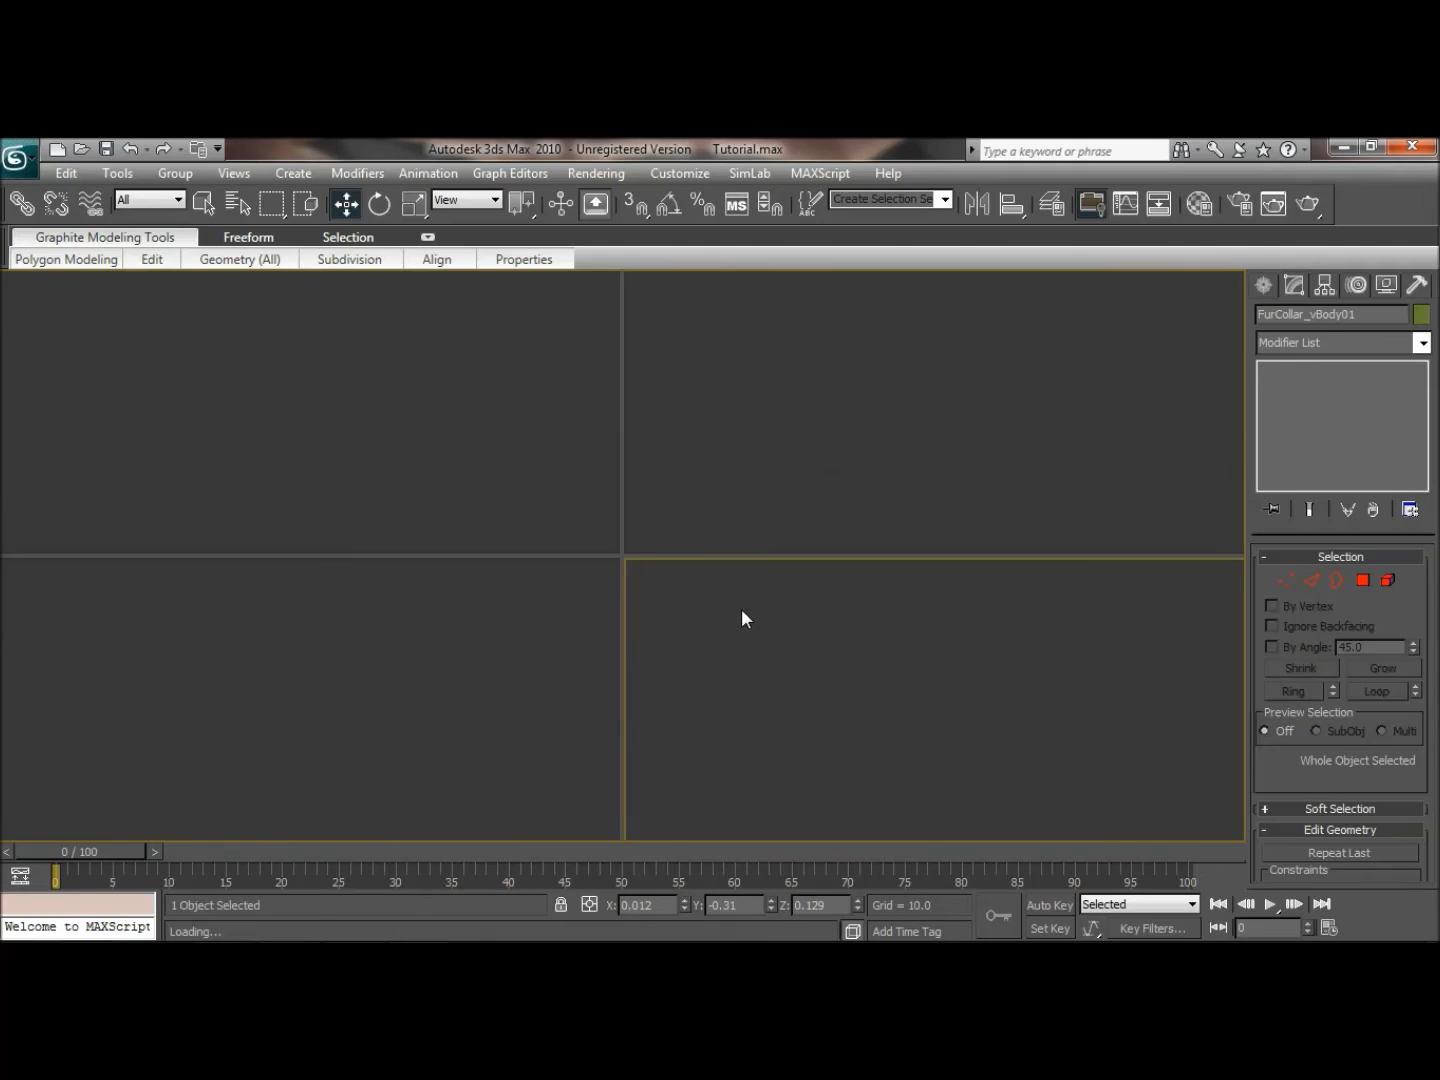 Autodesk 3ds Max 2010 - Unregistered Version Tutorial.max
Type a keyword or phrase
Edit Tools Group Views Create Modifiers Animation Graph Editors Rendering Customize SimLab MAXScript Help
All View 3 % MS ABC Create Selection Se
Graphite Modeling Tools Freeform Selection
Polygon Modeling Edit Geometry (All) Subdivision Align Properties
FurCollar_vBody01
Modifier List
- Selection
By Vertex
Ignore Backfacing
By Angle: 45.0
Shrink Grow
Ring Loop
Preview Selection
Off SubObj Multi
Whole Object Selected
+ Soft Selection
- Edit Geometry
Repeat Last
Constraints
< 0 / 100 >
0 5 10 15 20 25 30 35 40 45 50 55 60 65 70 75 80 85 90 95 100
1 Object Selected X: 0.012 Y: -0.31 Z: 0.129 Grid = 10.0 Auto Key Selected
Welcome to MAXScript Loading... Add Time Tag Set Key Key Filters... 0